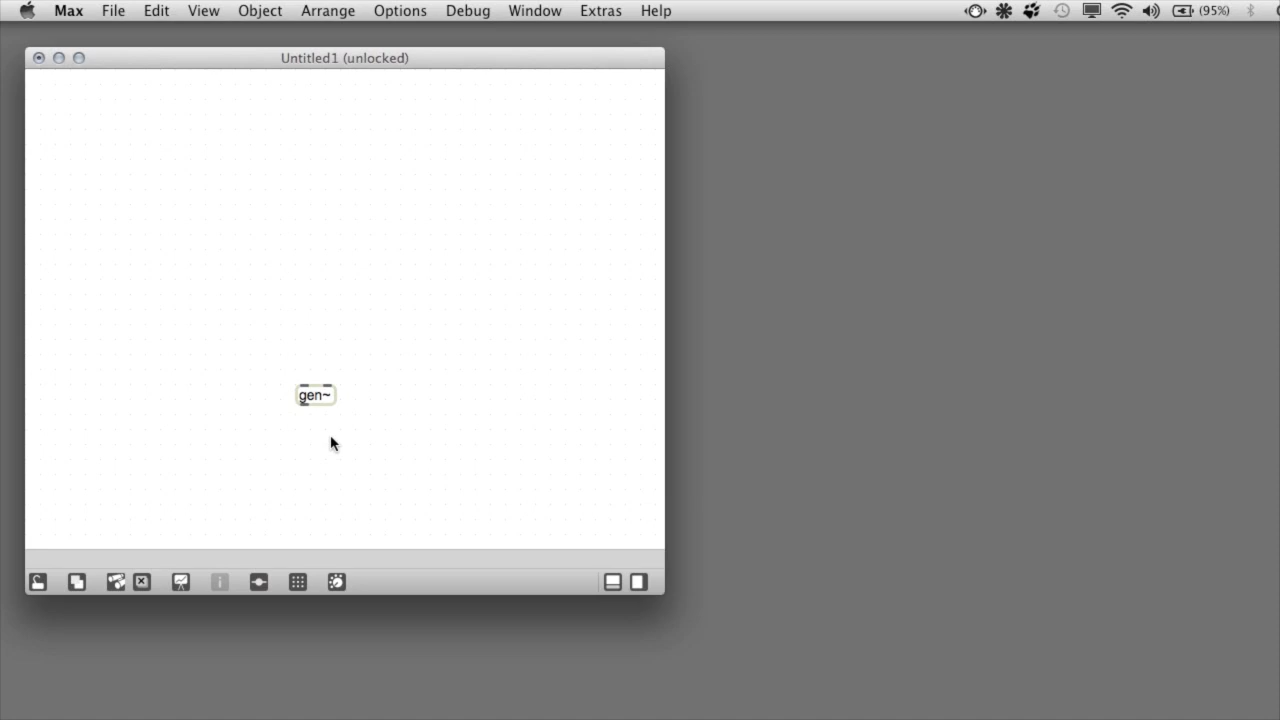 Max File Edit View Object Arrange Options Debug Window Extras Help (95%)
Untitled1 (unlocked)
gen~